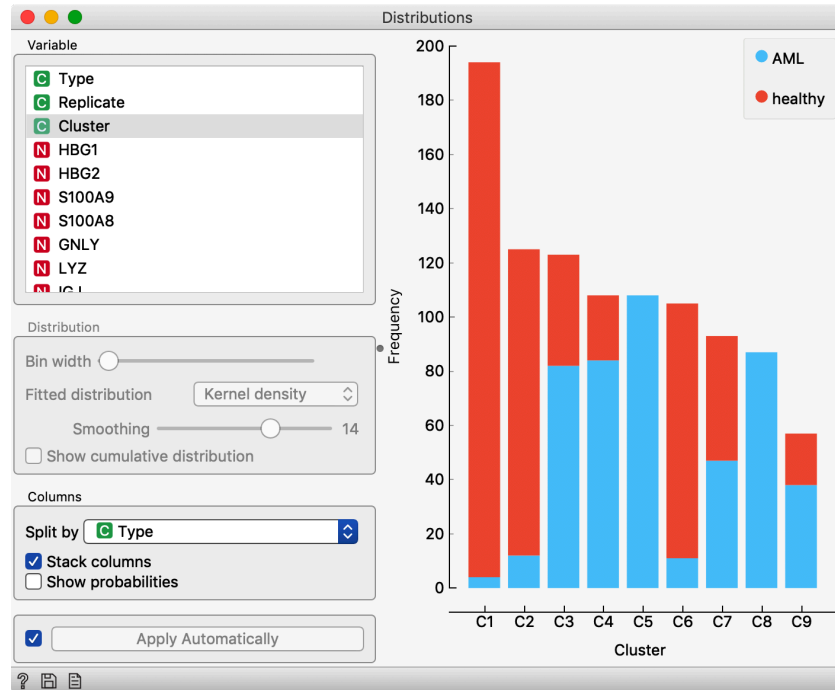 Distributions
Variable
C Type
C Replicate
C Cluster
N HBG1
N HBG2
N S100A9
N S100A8
N GNLY
N LYZ
Distribution
Bin width
Fitted distribution Kernel density
Smoothing 14
Show cumulative distribution
Columns
Split by C Type
Stack columns
Show probabilities
Apply Automatically
?
200
180
160
140
120
100
80
60
40
20
0
Frequency
C1 C2 C3 C4 C5 C6 C7 C8 C9
Cluster
AML
healthy